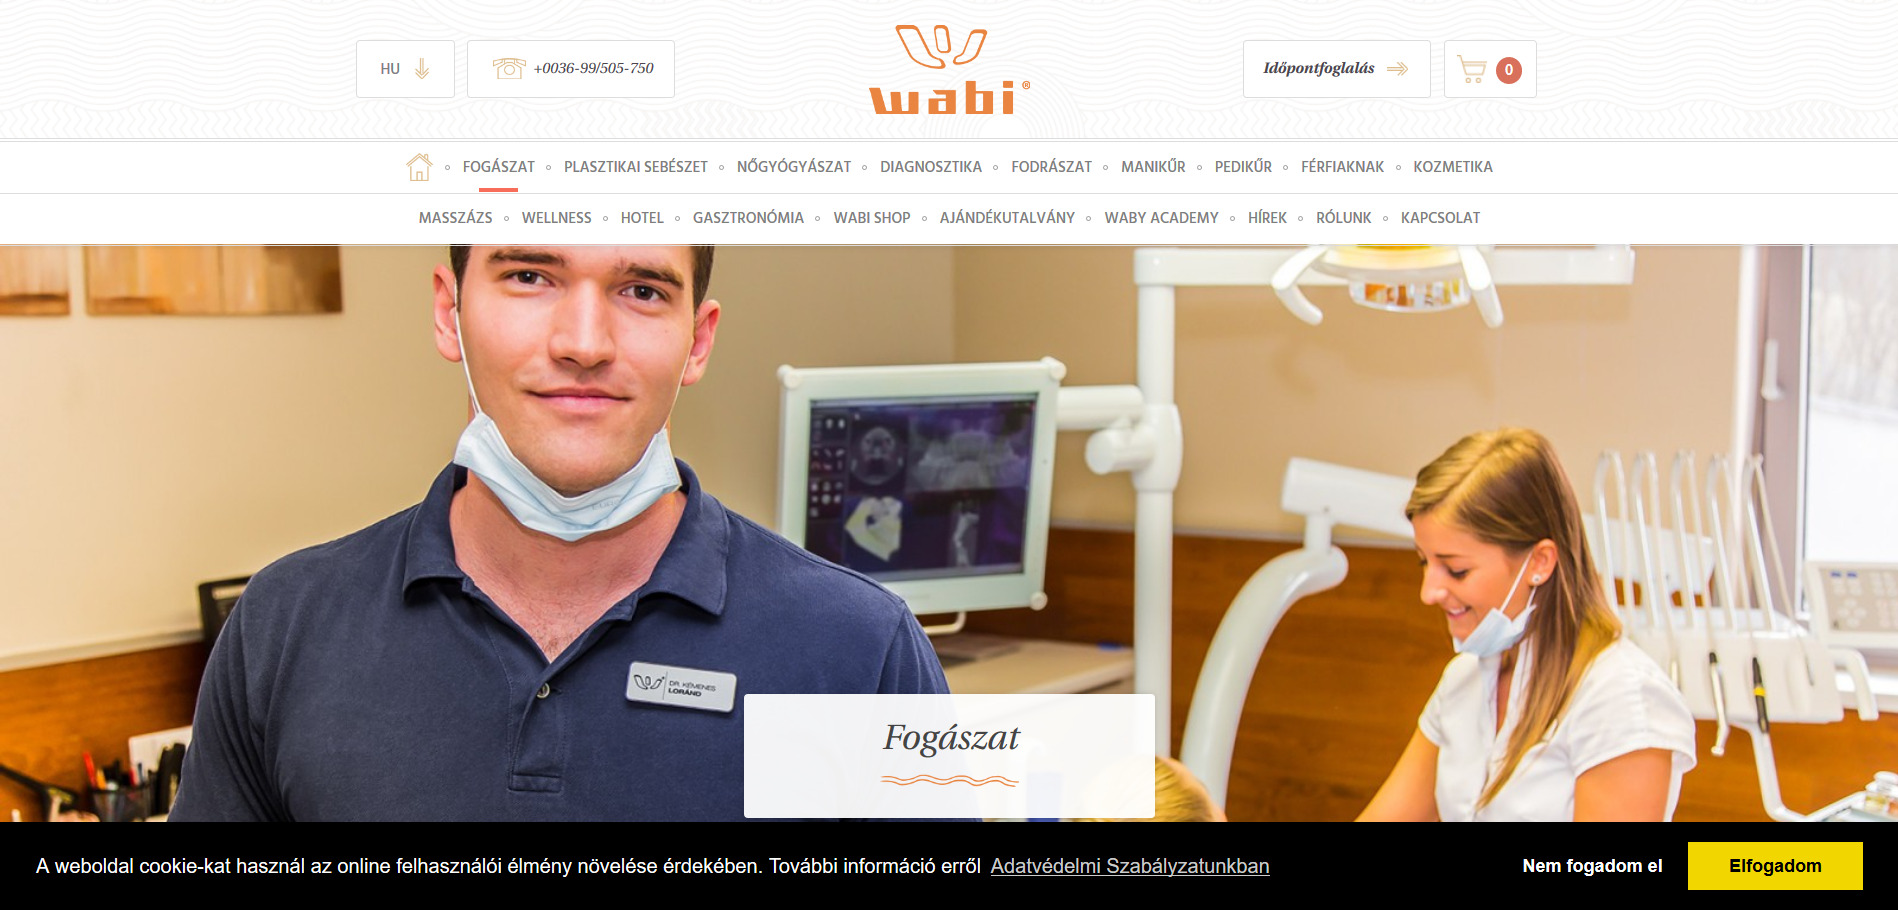 HU
+0036-99/505-750
wabi®
Időpontfoglalás
0
FOGÁSZAT
PLASZTIKAI SEBÉSZET
NŐGYÓGYÁSZAT
DIAGNOSZTIKA
FODRÁSZAT
MANIKŰR
PEDIKŰR
FÉRFIAKNAK
KOZMETIKA
MASSZÁZS
WELLNESS
HOTEL
GASZTRONÓMIA
WABI SHOP
AJÁNDÉKUTALVÁNY
WABY ACADEMY
HÍREK
RÓLUNK
KAPCSOLAT
DR. KEMENES
LORÁND
Fogászat
A weboldal cookie-kat használ az online felhasználói élmény növelése érdekében. További információ erről Adatvédelmi Szabályzatunkban
Nem fogadom el
Elfogadom